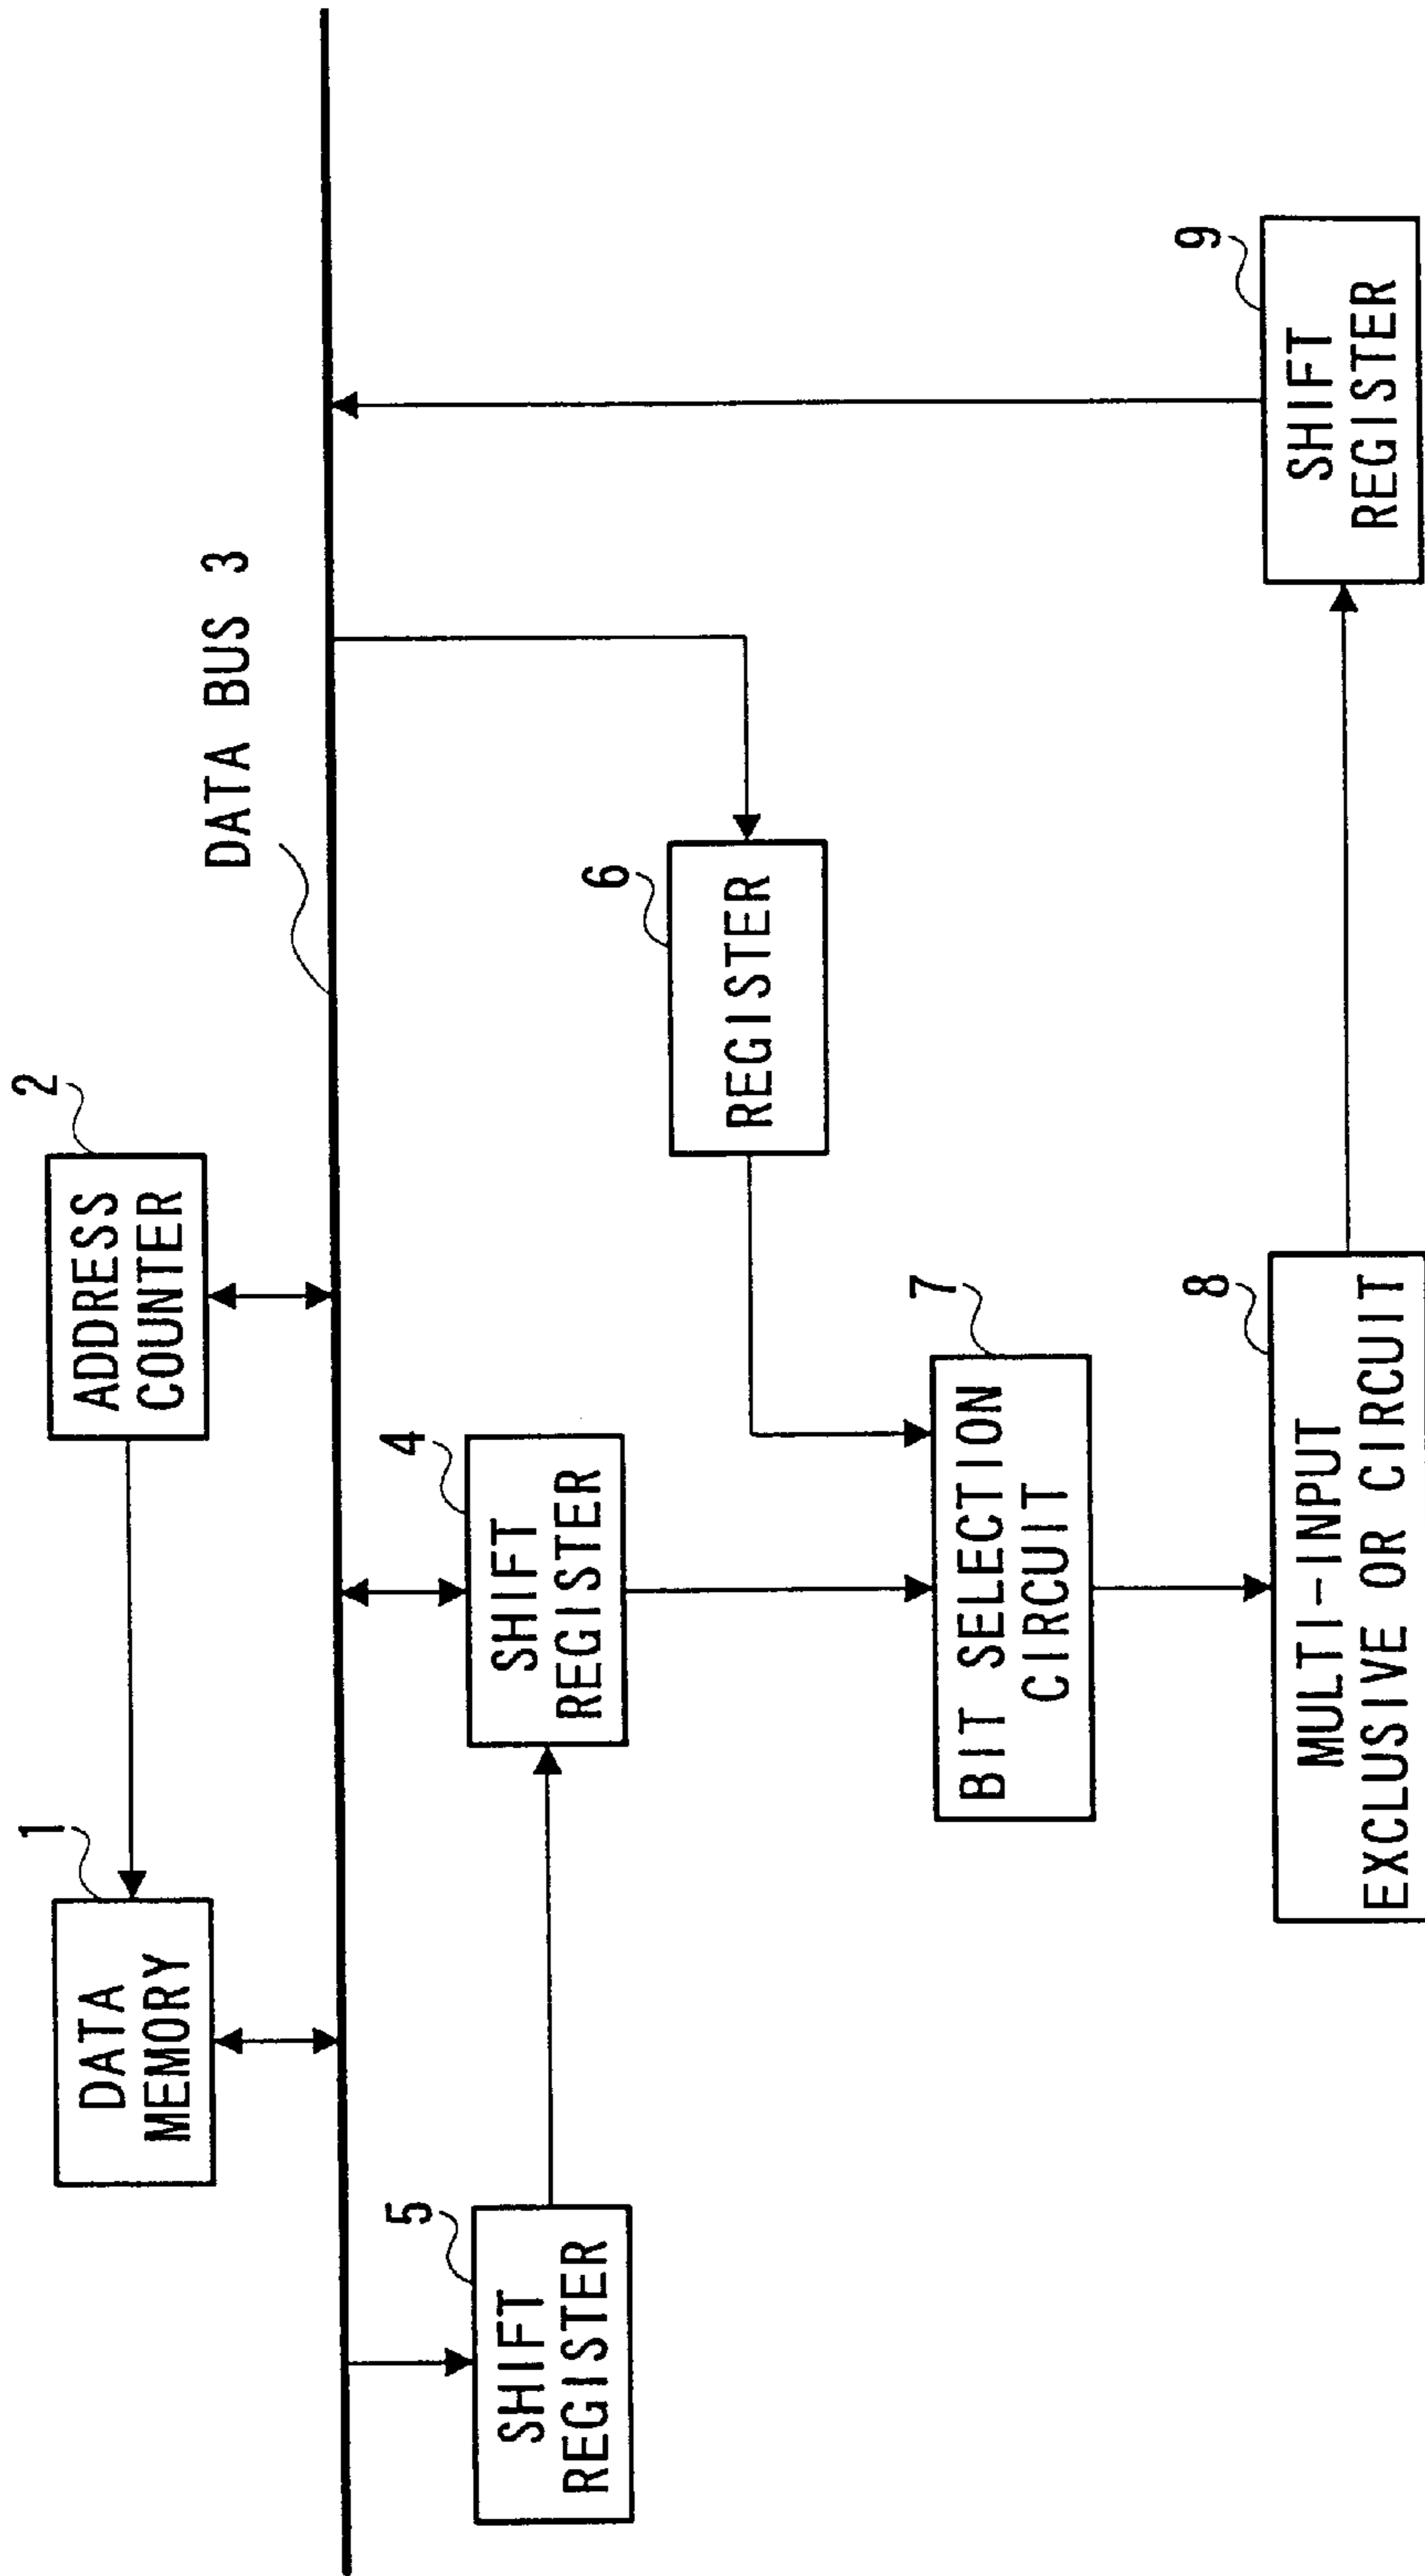 1
DATA
MEMORY
2
ADDRESS
COUNTER
DATA BUS 3
5
SHIFT
REGISTER
4
SHIFT
REGISTER
6
REGISTER
7
BIT SELECTION
CIRCUIT
8
MULTI-INPUT
EXCLUSIVE OR CIRCUIT
9
SHIFT
REGISTER